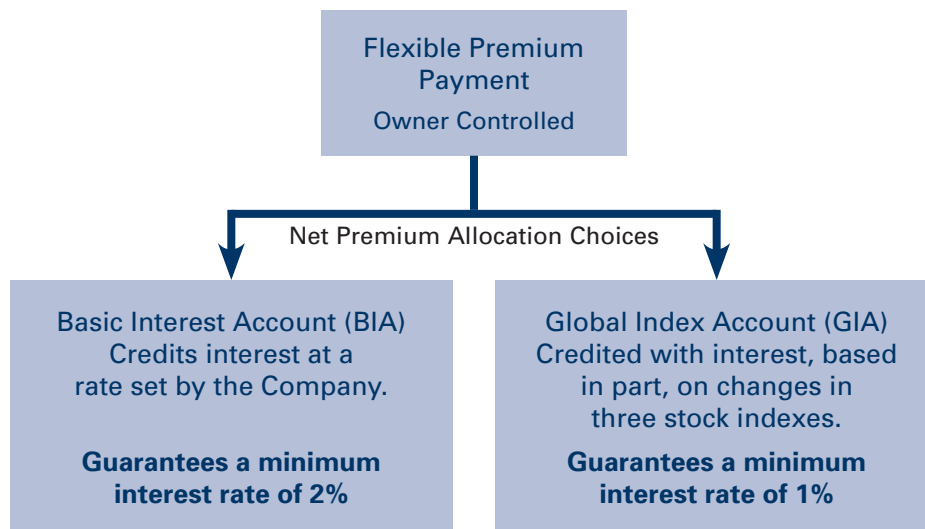 Flexible Premium
Payment
Owner Controlled
Net Premium Allocation Choices
Basic Interest Account (BIA)
Credits interest at a
rate set by the Company.
Guarantees a minimum
interest rate of 2%
Global Index Account (GIA)
Credited with interest, based
in part, on changes in
three stock indexes.
Guarantees a minimum
interest rate of 1%